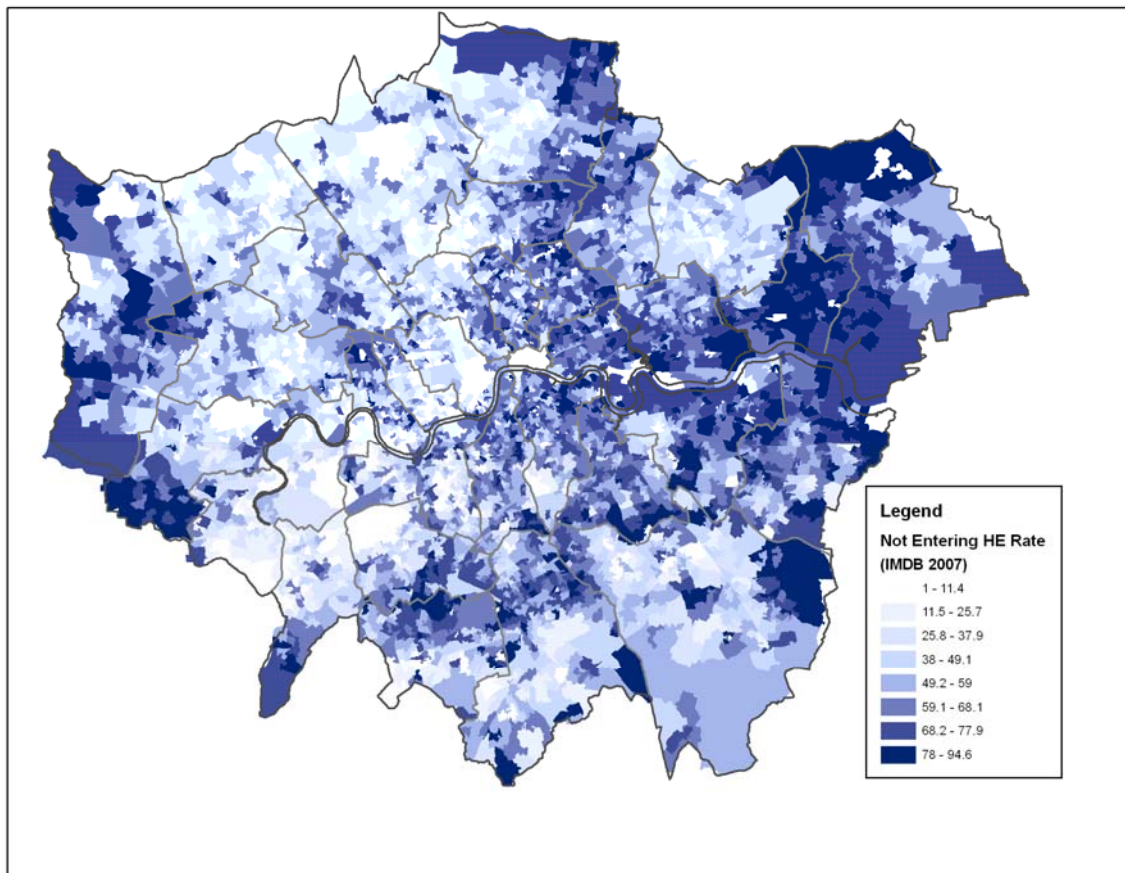 Legend
Not Entering HE Rate
(IMDB 2007)
1 - 11.4
11.5 - 25.7
25.8 - 37.9
38 - 49.1
49.2 - 59
59.1 - 68.1
68.2 - 77.9
78 - 94.6